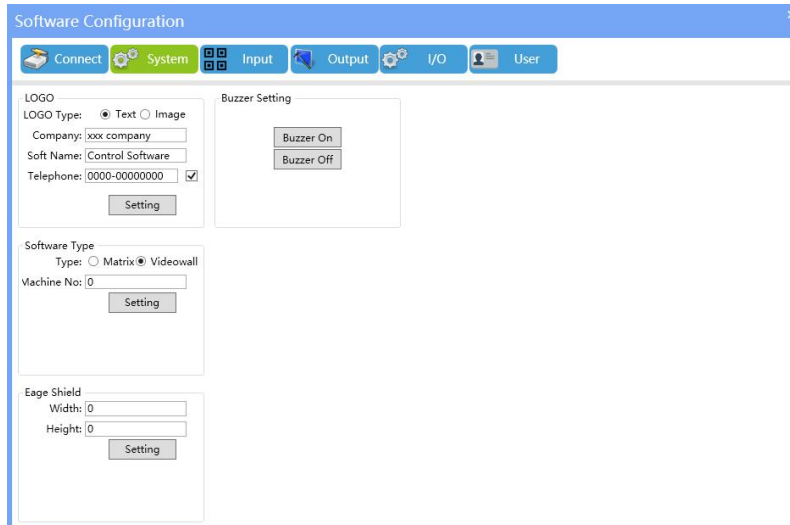 Software Configuration
Connect System Input Output I/O User
LOGO
LOGO Type: Text Image
Company: xxx company
Soft Name: Control Software
Telephone: 0000-00000000
Setting
Buzzer Setting
Buzzer On
Buzzer Off
Software Type
Type: Matrix Videowall
Machine No: 0
Setting
Eage Shield
Width: 0
Height: 0
Setting